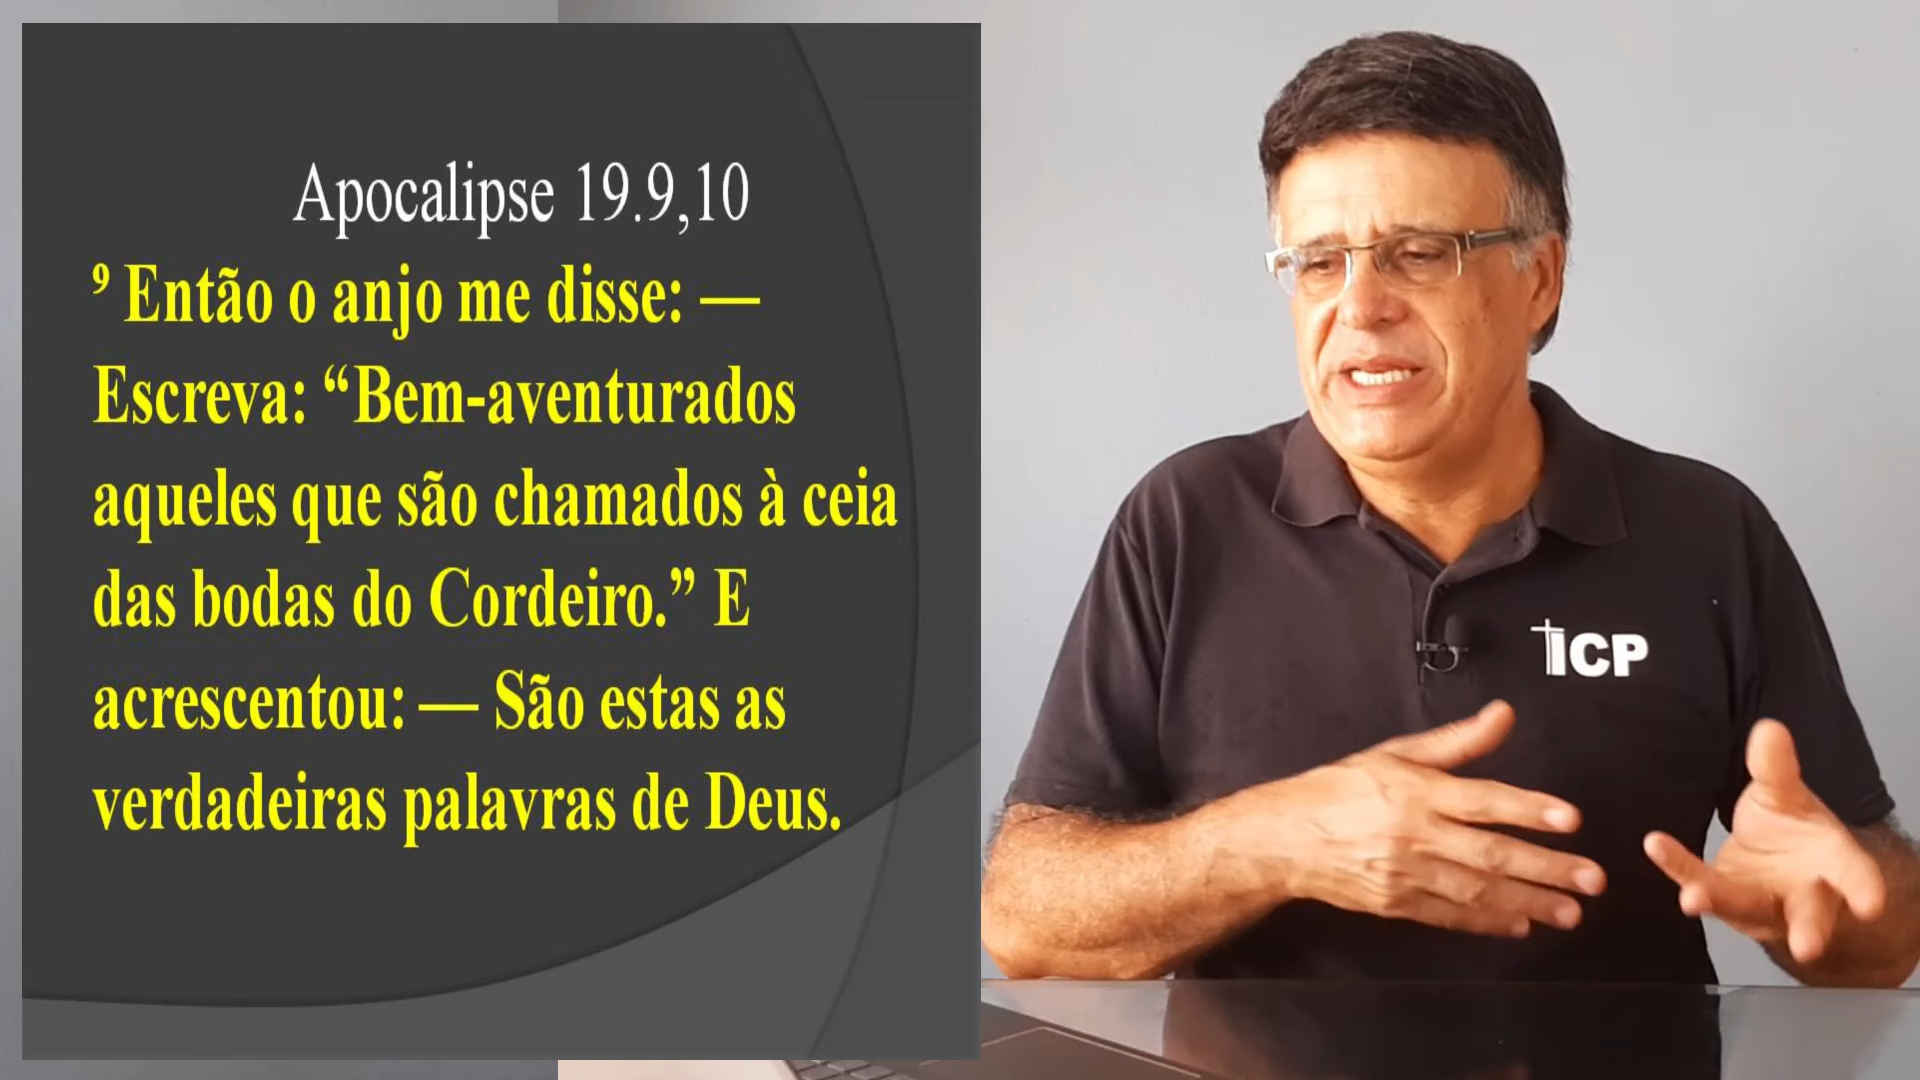 Apocalipse 19.9,10
⁹ Então o anjo me disse: —
Escreva: “Bem-aventurados
aqueles que são chamados à ceia
das bodas do Cordeiro.” E
acrescentou: — São estas as
verdadeiras palavras de Deus.
ICP